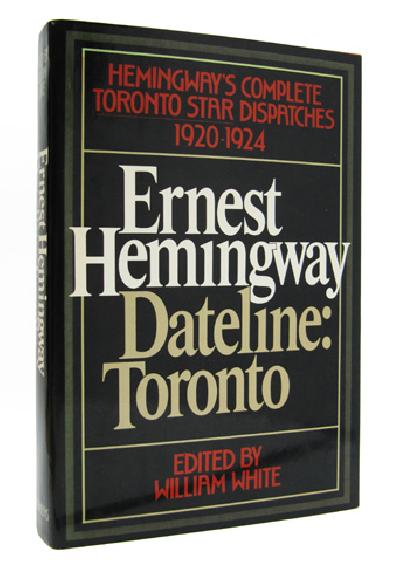 HEMINGWAY'S COMPLETE
TORONTO STAR DISPATCHES
1920-1924
Ernest
Hemingway
Dateline:
Toronto
EDITED BY
WILLIAM WHITE
Ernest Hemingway